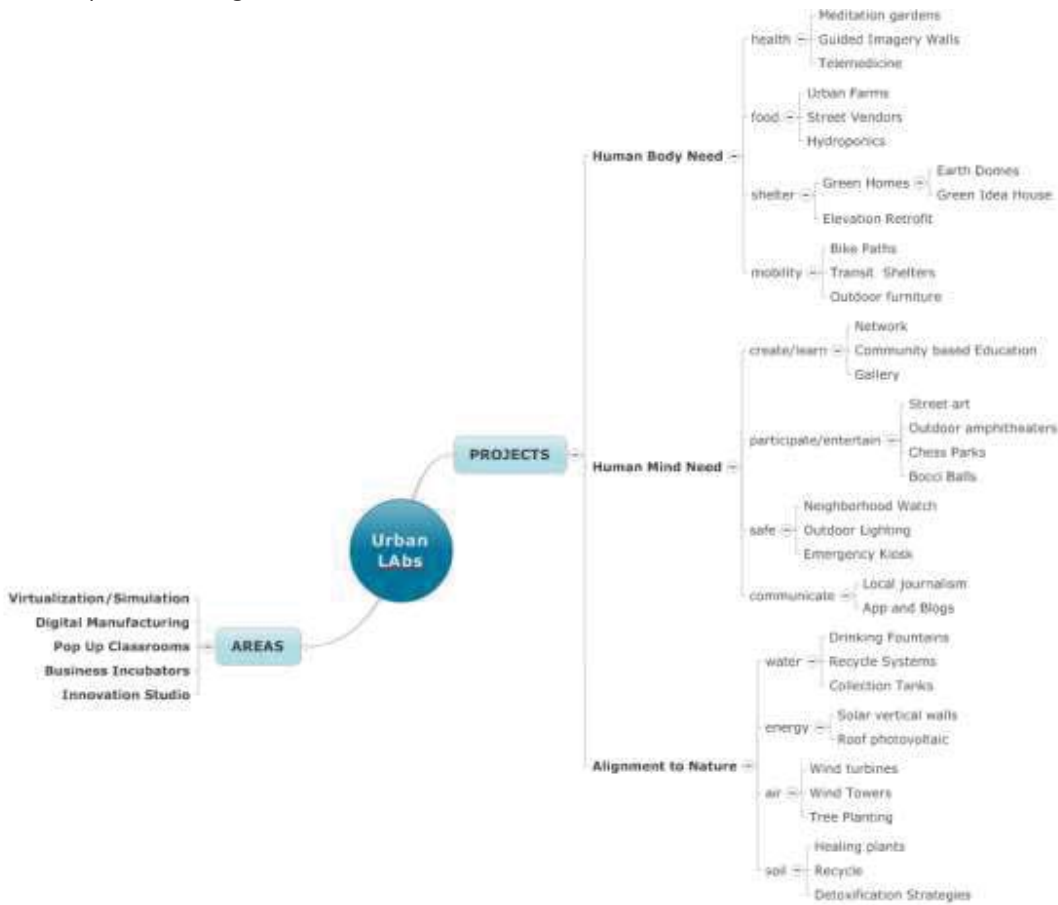 Urban
LAbs
PROJECTS
Human Body Need
health
Meditation gardens
Guided Imagery Walls
Telemedicine
food
Urban Farms
Street Vendors
Hydroponics
shelter
Green Homes
Earth Domes
Green Idea House
Elevation Retrofit
mobility
Bike Paths
Transit Shelters
Outdoor furniture
Human Mind Need
create/learn
Network
Community based Education
Gallery
participate/entertain
Street art
Outdoor amphitheaters
Chess Parks
Bocci Balls
safe
Neighborhood Watch
Outdoor Lighting
Emergency Kiosk
communicate
Local journalism
App and Blogs
Alignment to Nature
water
Drinking Fountains
Recycle Systems
Collection Tanks
energy
Solar vertical walls
Roof photovoltaic
air
Wind turbines
Wind Towers
Tree Planting
soil
Healing plants
Recycle
Detoxification Strategies
AREAS
Virtualization/Simulation
Digital Manufacturing
Pop Up Classrooms
Business Incubators
Innovation Studio